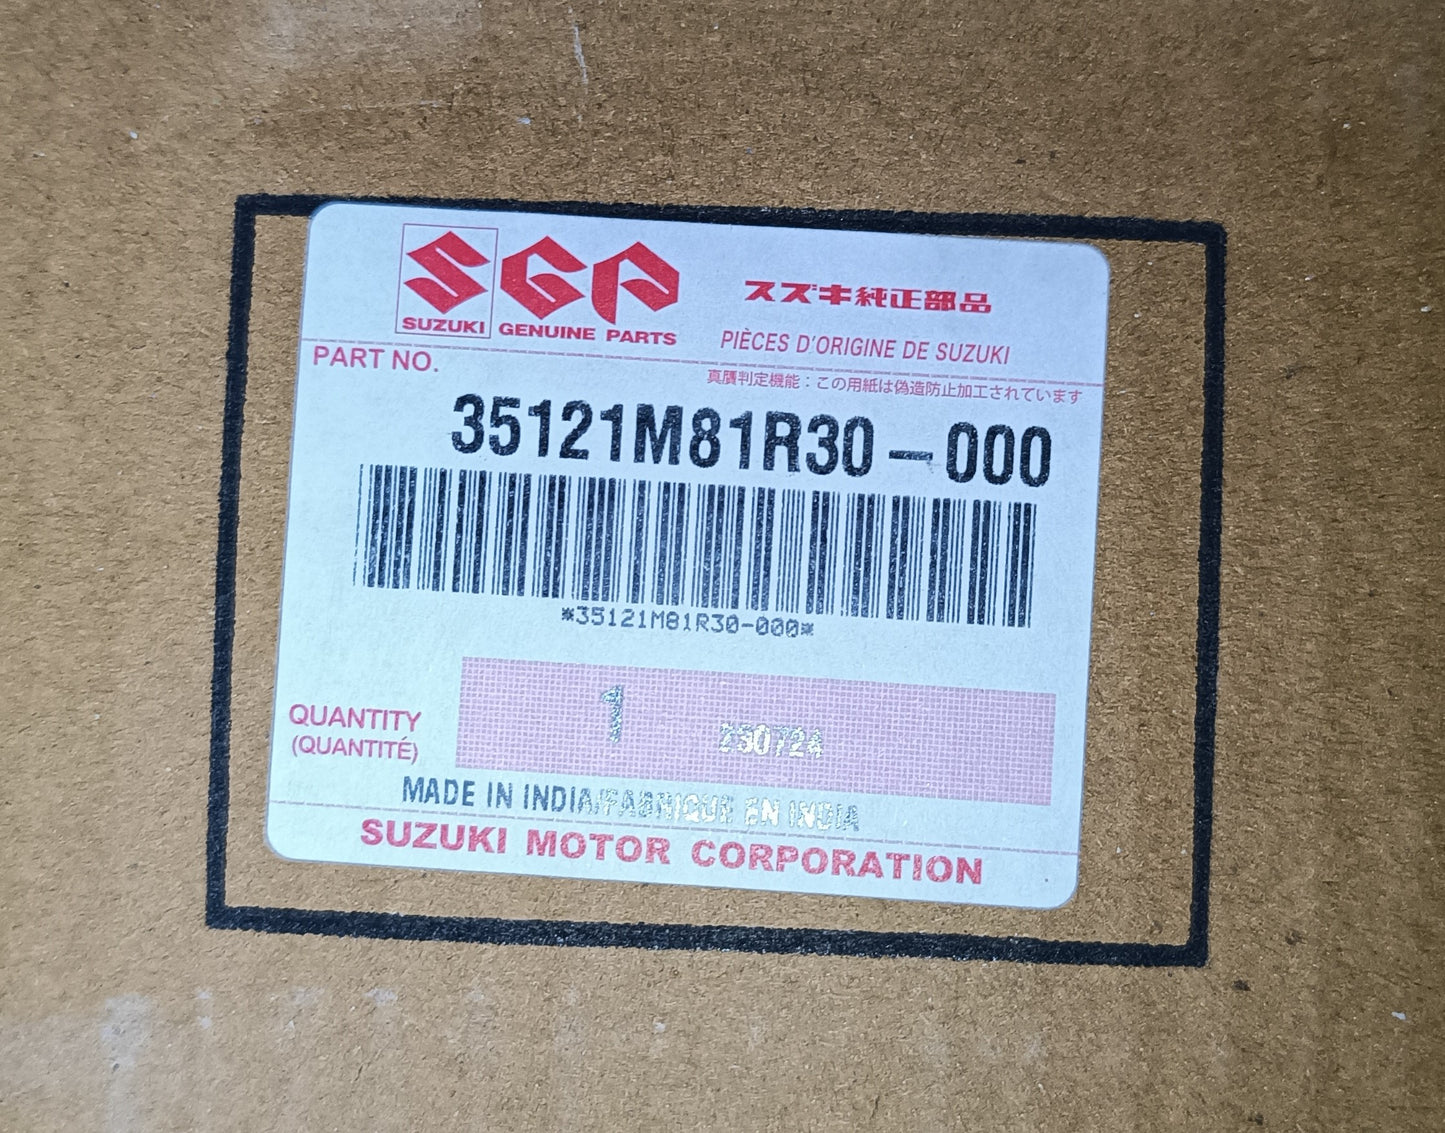 SGP
SUZUKI GENUINE PARTS
スズキ純正部品
PIÈCES D'ORIGINE DE SUZUKI
PART NO.
真贋判定機能：この用紙は偽造防止加工されています
35121M81R30-000
*35121M81R30-000*
QUANTITY
(QUANTITÉ)
1 230724
MADE IN INDIA/FABRIQUE EN INDIA
SUZUKI MOTOR CORPORATION